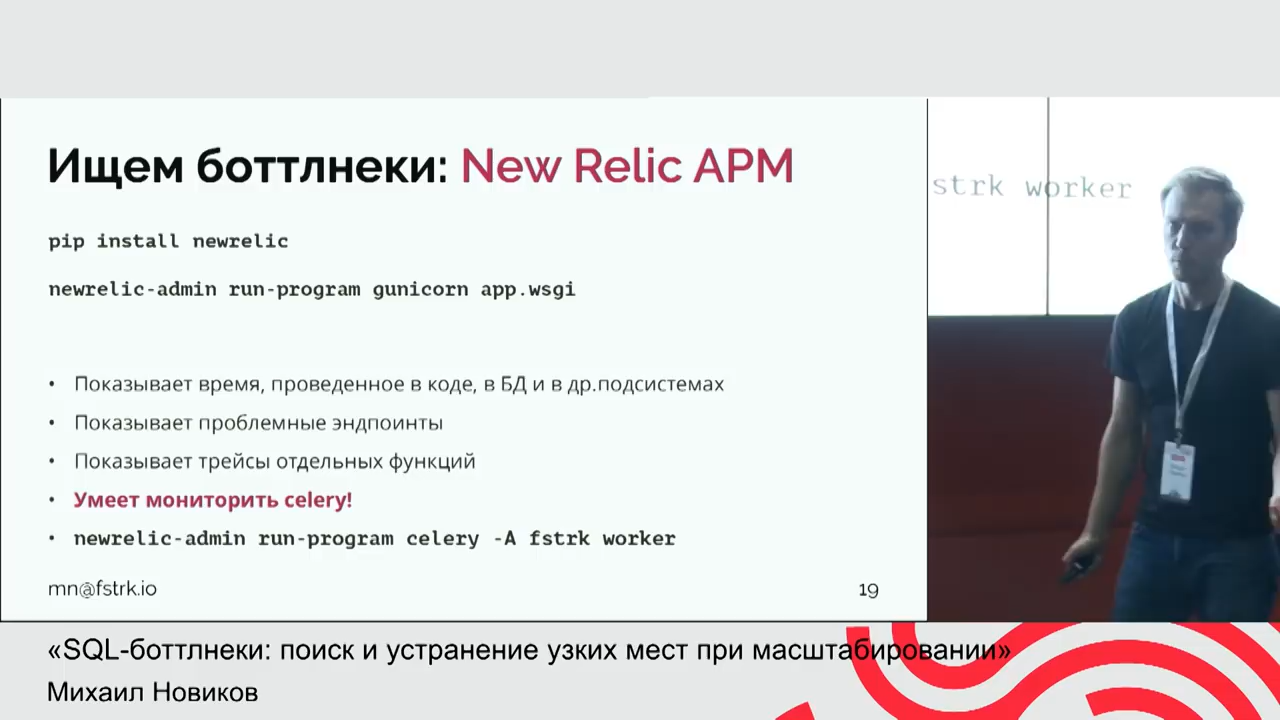 Ищем боттлнеки: New Relic APM
pip install newrelic
newrelic-admin run-program gunicorn app.wsgi
• Показывает время, проведенное в коде, в БД и в др.подсистемах
• Показывает проблемные эндпоинты
• Показывает трейсы отдельных функций
• Умеет мониторить celery!
• newrelic-admin run-program celery -A fstrk worker
mn@fstrk.io
19
strk worker
«SQL-боттлнеки: поиск и устранение узких мест при масштабировании»
Михаил Новиков